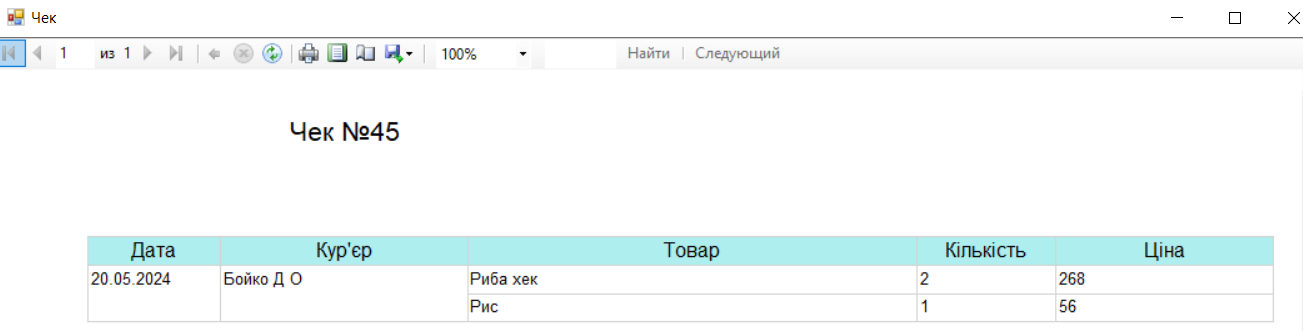 Чек
1 из 1 100% Найти | Следующий
Чек №45
Дата Кур'єр Товар Кількість Ціна
20.05.2024 Бойко Д О Риба хек 2 268
Рис 1 56